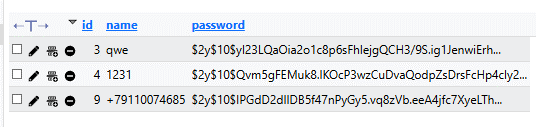 id name password
3 qwe $2y$10$yl23LQaOia2o1c8p6sFhlejgQCH3/9S.ig1JenwiErh...
4 1231 $2y$10$Qvm5gFEMuk8.IKOcP3wzCuDvaQodpZsDrsFcHp4cIy2...
9 +79110074685 $2y$10$IPGdD2dIIDB5f47nPyGy5.vq8zVb.eeA4jfc7XyeLTh...